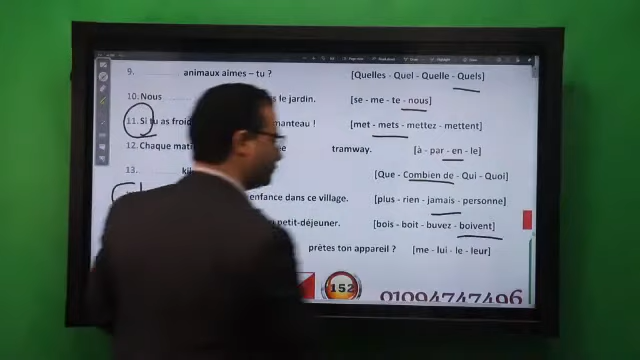 9. ........ animaux aimes – tu ? [Quelles - Quel - Quelle - Quels]
10. Nous le jardin. [se - me - te - nous]
11. Si tu as froid manteau ! [met - mets - mettez - mettent]
12. Chaque tramway. [à - par - en - le]
13. ........ [Que - Combien de - Qui - Quoi]
enfance dans ce village. [plus - rien - jamais - personne]
petit-déjeuner. [bois - boit - buvez - boivent]
prêtes ton appareil ? [me - lui - le - leur]
152
01094747496